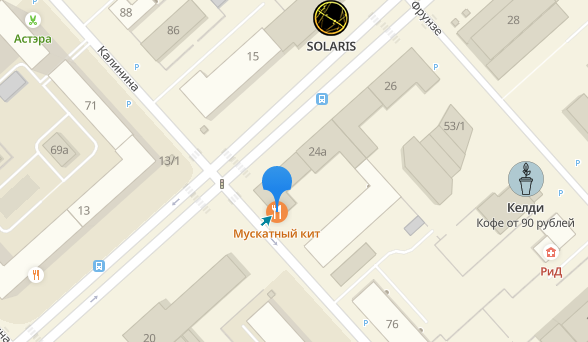 88
86
Астэра
Калинина
P
P
71
69а
13/1
13
15
SOLARIS
Фрунзе
28
P
26
53/1
24а
P
Келди
Кофе от 90 рублей
РиД
Мускатный кит
20
76
P